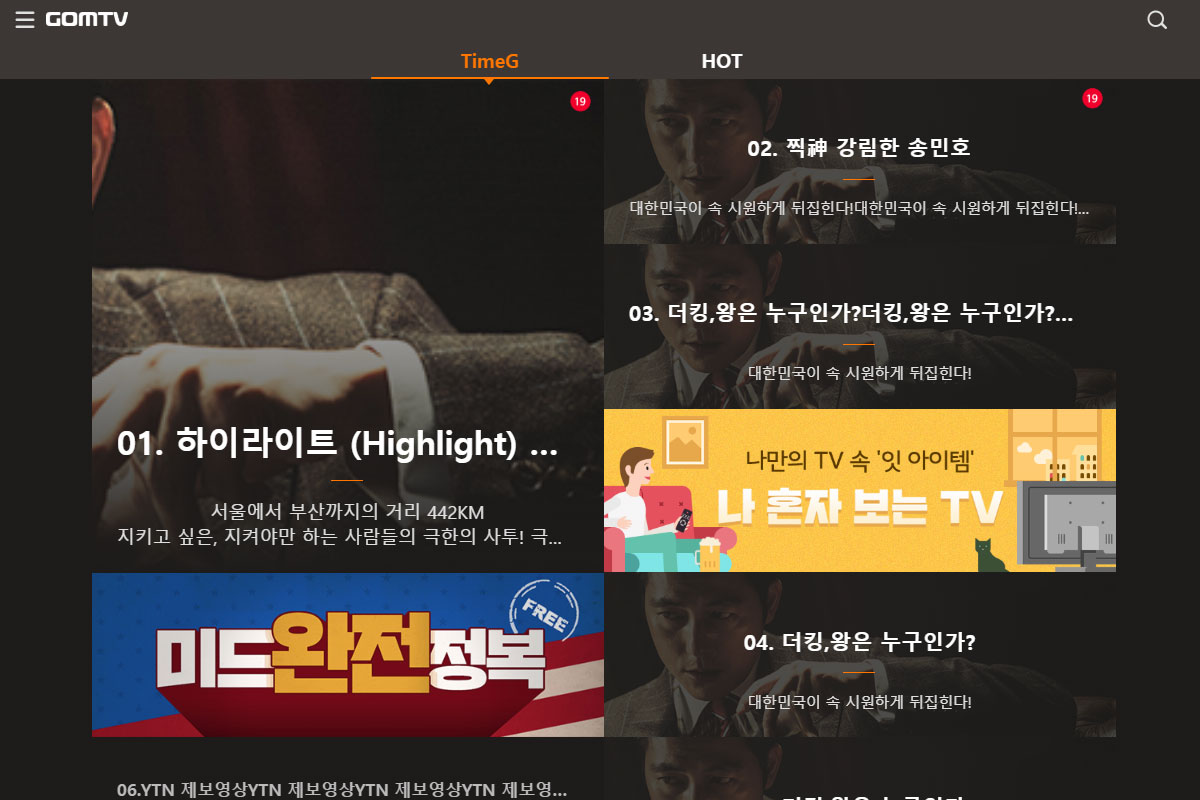 GOMTV
TimeG
HOT
19
01. 하이라이트 (Highlight) ...
서울에서 부산까지의 거리 442KM
지키고 싶은, 지켜야만 하는 사람들의 극한의 사투! 극...
19
02. 찍神 강림한 송민호
대한민국이 속 시원하게 뒤집힌다!대한민국이 속 시원하게 뒤집힌다!...
03. 더킹,왕은 누구인가?더킹,왕은 누구인가?...
대한민국이 속 시원하게 뒤집힌다!
나만의 TV 속 '잇 아이템'
나 혼자 보는 TV
FREE
미드완전정복
04. 더킹,왕은 누구인가?
대한민국이 속 시원하게 뒤집힌다!
06.YTN 제보영상YTN 제보영상YTN 제보영상YTN 제보영...